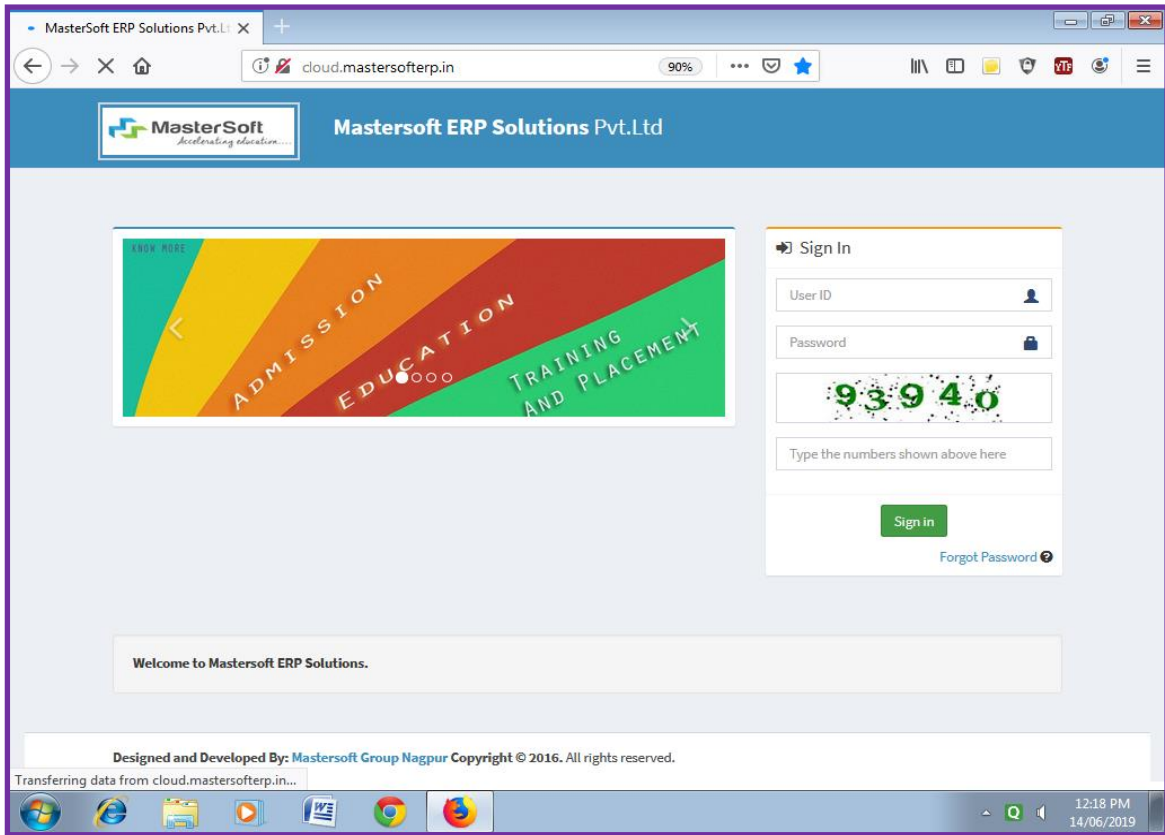 MasterSoft ERP Solutions Pvt.Lt
cloud.mastersofterp.in
90%
YTF
MasterSoft
Accelerating education....
Mastersoft ERP Solutions Pvt.Ltd
KNOW MORE
ADMISSION
EDUCATION
TRAINING
AND PLACEMENT
Sign In
User ID
Password
93940
Type the numbers shown above here
Sign in
Forgot Password
Welcome to Mastersoft ERP Solutions.
Designed and Developed By: Mastersoft Group Nagpur Copyright © 2016. All rights reserved.
Transferring data from cloud.mastersofterp.in...
12:18 PM
14/06/2019